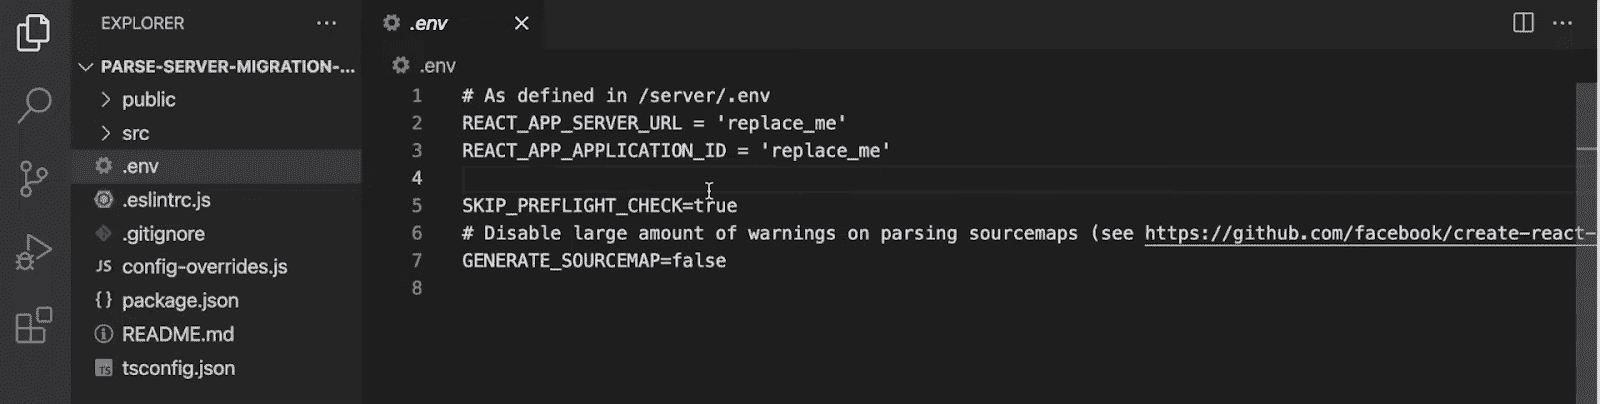 EXPLORER
PARSE-SERVER-MIGRATION-...
public
src
.env
.eslintrc.js
.gitignore
JS config-overrides.js
{} package.json
README.md
TS tsconfig.json
.env
.env
1 # As defined in /server/.env
2 REACT_APP_SERVER_URL = 'replace_me'
3 REACT_APP_APPLICATION_ID = 'replace_me'
4
5 SKIP_PREFLIGHT_CHECK=true
6 # Disable large amount of warnings on parsing sourcemaps (see https://github.com/facebook/create-react-
7 GENERATE_SOURCEMAP=false
8